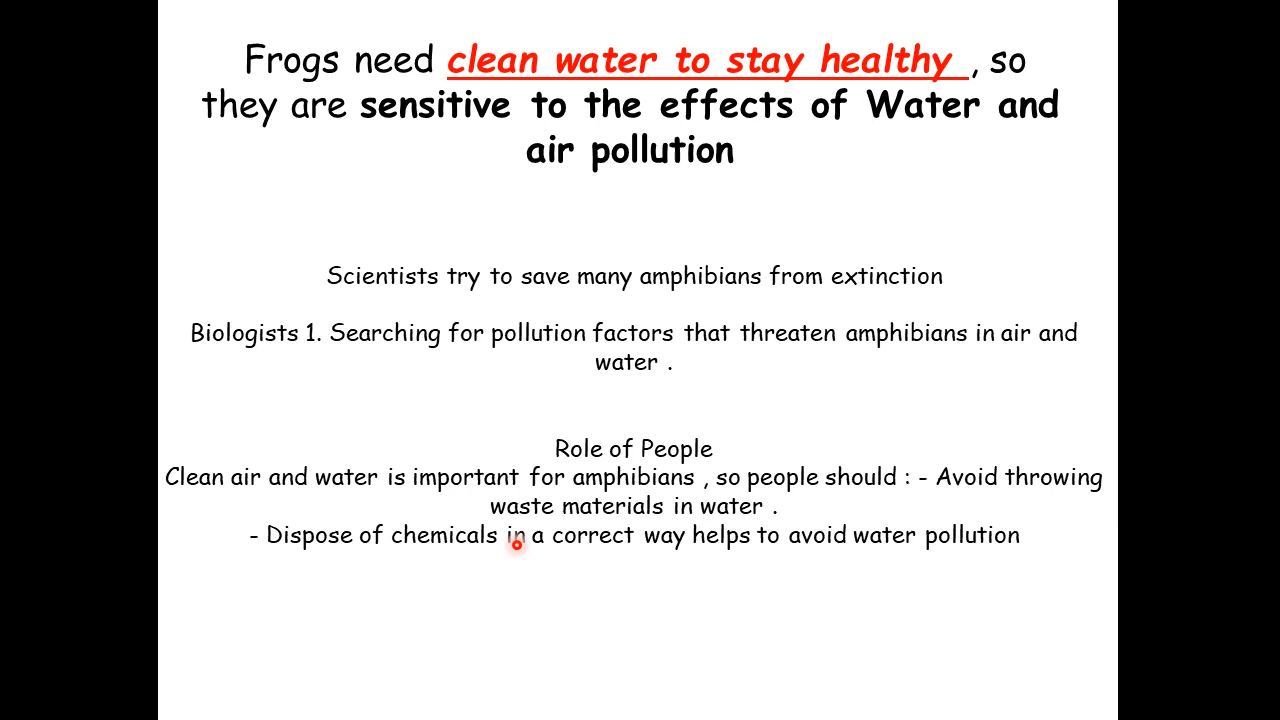 Frogs need clean water to stay healthy , so
they are sensitive to the effects of Water and
air pollution
Scientists try to save many amphibians from extinction
Biologists 1. Searching for pollution factors that threaten amphibians in air and
water .
Role of People
Clean air and water is important for amphibians , so people should : - Avoid throwing
waste materials in water .
- Dispose of chemicals in a correct way helps to avoid water pollution